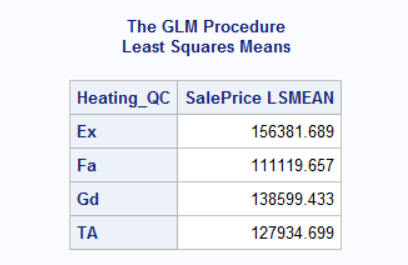 The GLM Procedure
Least Squares Means
Heating_QC SalePrice LSMEAN
Ex 156381.689
Fa 111119.657
Gd 138599.433
TA 127934.699